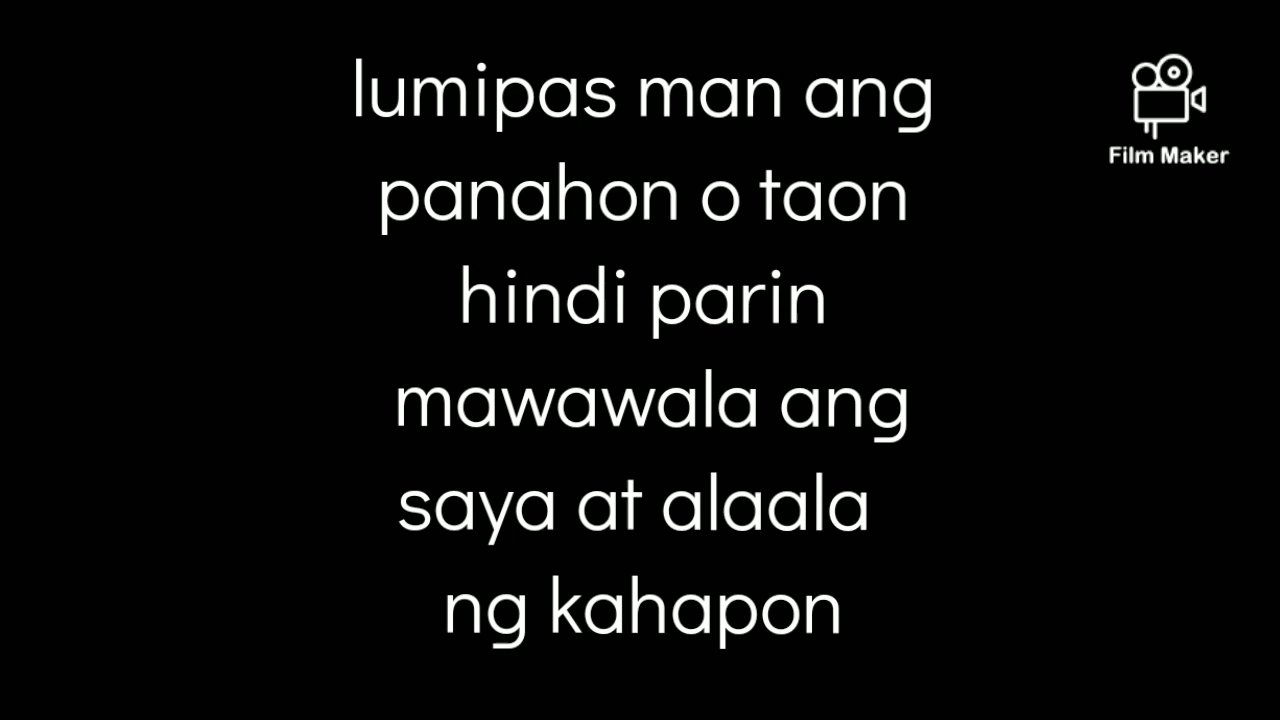 lumipas man ang
panahon o taon
hindi parin
mawawala ang
saya at alaala
ng kahapon
Film Maker